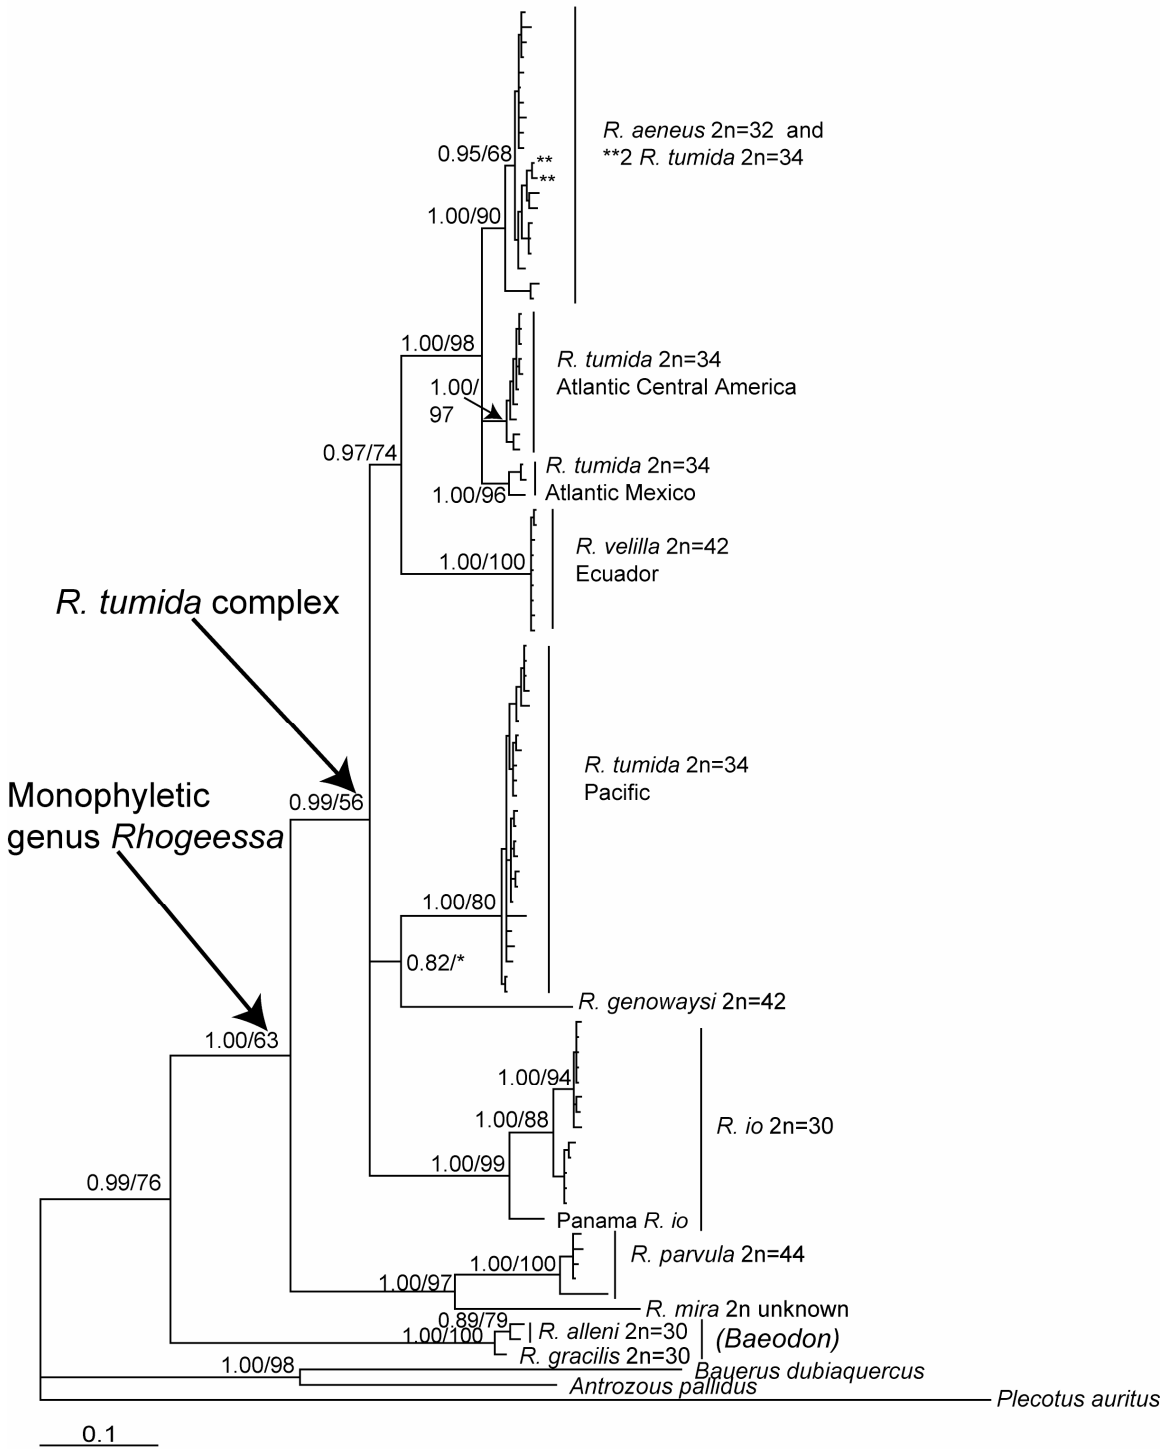 R. aeneus 2n=32 and
**2 R. tumida 2n=34
0.95/68
**
**
1.00/90
1.00/98
R. tumida 2n=34
Atlantic Central America
1.00/
97
0.97/74
R. tumida 2n=34
Atlantic Mexico
1.00/96
R. velilla 2n=42
Ecuador
1.00/100
R. tumida complex
R. tumida 2n=34
Pacific
Monophyletic
genus Rhogeessa
0.99/56
1.00/80
0.82/*
R. genowaysi 2n=42
1.00/63
1.00/94
1.00/88
R. io 2n=30
1.00/99
0.99/76
Panama R. io
R. parvula 2n=44
1.00/100
1.00/97
R. mira 2n unknown
0.89/79
1.00/100
R. alleni 2n=30
(Baeodon)
R. gracilis 2n=30
1.00/98
Bauerus dubiaquercus
Antrozous pallidus
Plecotus auritus
0.1